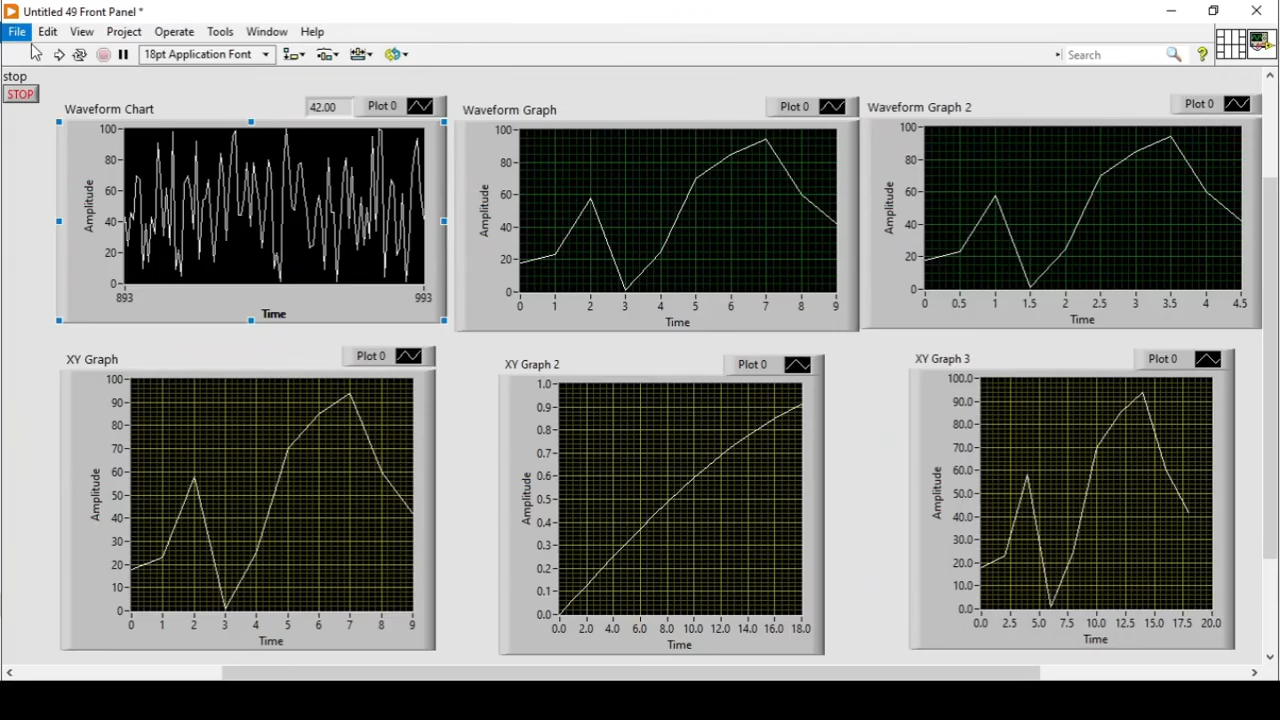 Untitled 49 Front Panel *
File Edit View Project Operate Tools Window Help
18pt Application Font
Search
?
stop
STOP
Waveform Chart
42.00
Plot 0
100
80
60
40
20
0
Amplitude
893 993
Time
Waveform Graph
Plot 0
100
80
60
40
20
0
Amplitude
0 1 2 3 4 5 6 7 8 9
Time
Waveform Graph 2
Plot 0
100
80
60
40
20
0
Amplitude
0 0.5 1 1.5 2 2.5 3 3.5 4 4.5
Time
XY Graph
Plot 0
100
90
80
70
60
50
40
30
20
10
0
Amplitude
0 1 2 3 4 5 6 7 8 9
Time
XY Graph 2
Plot 0
1.0
0.9
0.8
0.7
0.6
0.5
0.4
0.3
0.2
0.1
0.0
Amplitude
0.0 2.0 4.0 6.0 8.0 10.0 12.0 14.0 16.0 18.0
Time
XY Graph 3
Plot 0
100.0
90.0
80.0
70.0
60.0
50.0
40.0
30.0
20.0
10.0
0.0
Amplitude
0.0 2.5 5.0 7.5 10.0 12.5 15.0 17.5 20.0
Time